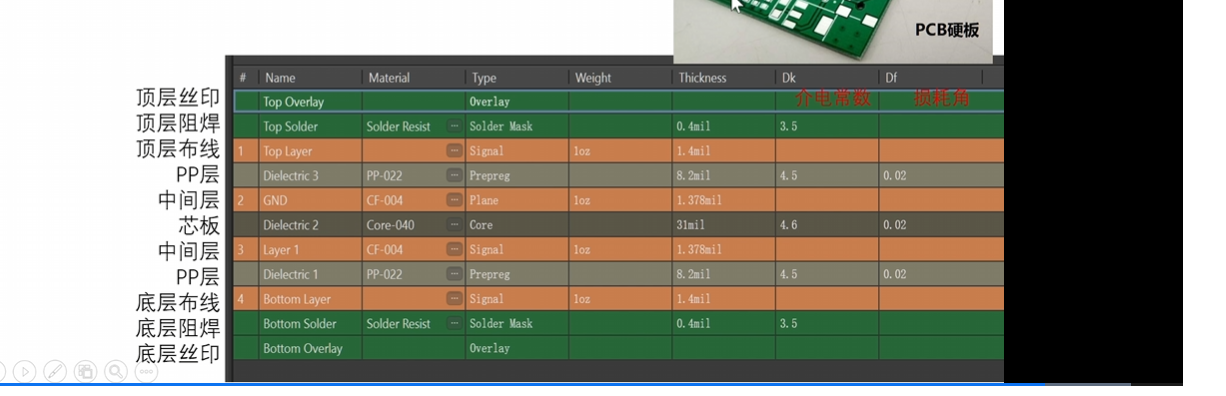 PCB硬板
# Name Material Type Weight Thickness Dk Df
介电常数 损耗角
顶层丝印 Top Overlay Overlay
顶层阻焊 Top Solder Solder Resist Solder Mask 0.4mil 3.5
顶层布线 1 Top Layer Signal 1oz 1.4mil
PP层 Dielectric 3 PP-022 Prepreg 8.2mil 4.5 0.02
中间层 2 GND CF-004 Plane 1oz 1.378mil
芯板 Dielectric 2 Core-040 Core 31mil 4.6 0.02
中间层 3 Layer 1 CF-004 Signal 1oz 1.378mil
PP层 Dielectric 1 PP-022 Prepreg 8.2mil 4.5 0.02
底层布线 4 Bottom Layer Signal 1oz 1.4mil
底层阻焊 Bottom Solder Solder Resist Solder Mask 0.4mil 3.5
底层丝印 Bottom Overlay Overlay